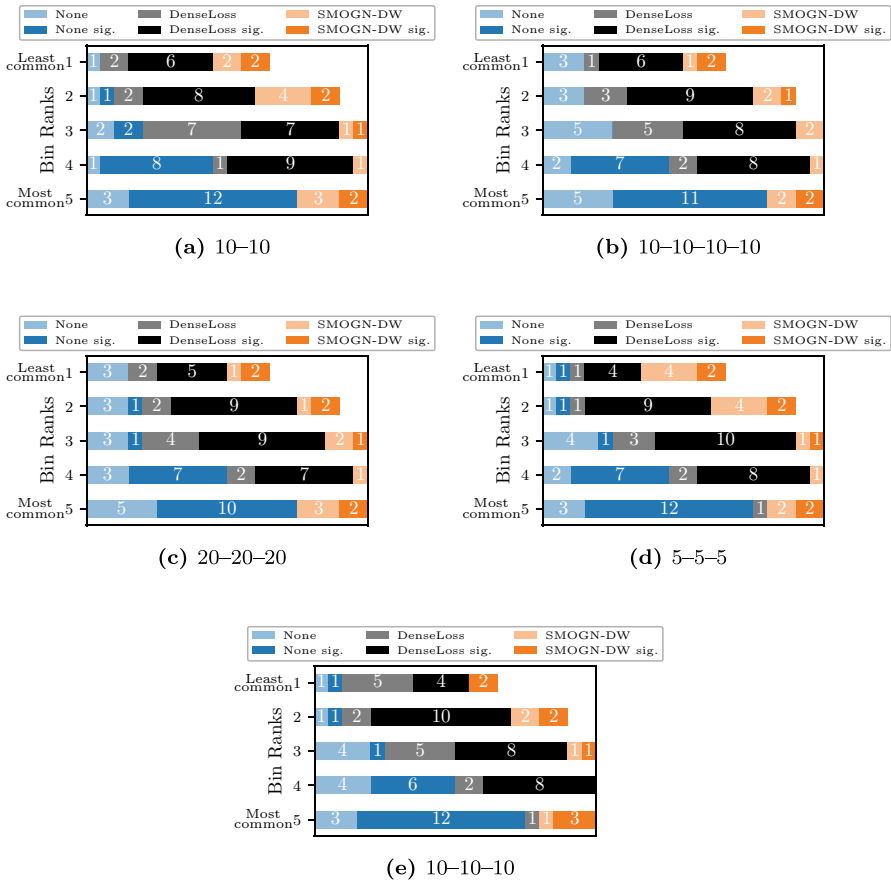 None DenseLoss SMOGN-DW
None sig. DenseLoss sig. SMOGN-DW sig.
Least common 1 1 2 6 2 2
2 1 1 2 8 4 2
Bin Ranks
3 2 2 7 7 1 1
4 1 8 1 9 1
Most common 5 3 12 3 2
(a) 10–10
None DenseLoss SMOGN-DW
None sig. DenseLoss sig. SMOGN-DW sig.
Least common 1 3 1 6 1 2
2 3 3 9 2 1
Bin Ranks
3 5 5 8 2
4 2 7 2 8 1
Most common 5 5 11 2 2
(b) 10–10–10–10
None DenseLoss SMOGN-DW
None sig. DenseLoss sig. SMOGN-DW sig.
Least common 1 3 2 5 1 2
2 3 1 2 9 1 2
Bin Ranks
3 3 1 4 9 2 1
4 3 7 2 7 1
Most common 5 5 10 3 2
(c) 20–20–20
None DenseLoss SMOGN-DW
None sig. DenseLoss sig. SMOGN-DW sig.
Least common 1 1 1 1 4 4 2
2 1 1 1 9 4 2
Bin Ranks
3 4 1 3 10 1 1
4 2 7 2 8 1
Most common 5 3 12 1 2 2
(d) 5–5–5
None DenseLoss SMOGN-DW
None sig. DenseLoss sig. SMOGN-DW sig.
Least common 1 1 1 5 4 2
2 1 1 2 10 2 2
Bin Ranks
3 4 1 5 8 1 1
4 4 6 2 8
Most common 5 3 12 1 1 3
(e) 10–10–10